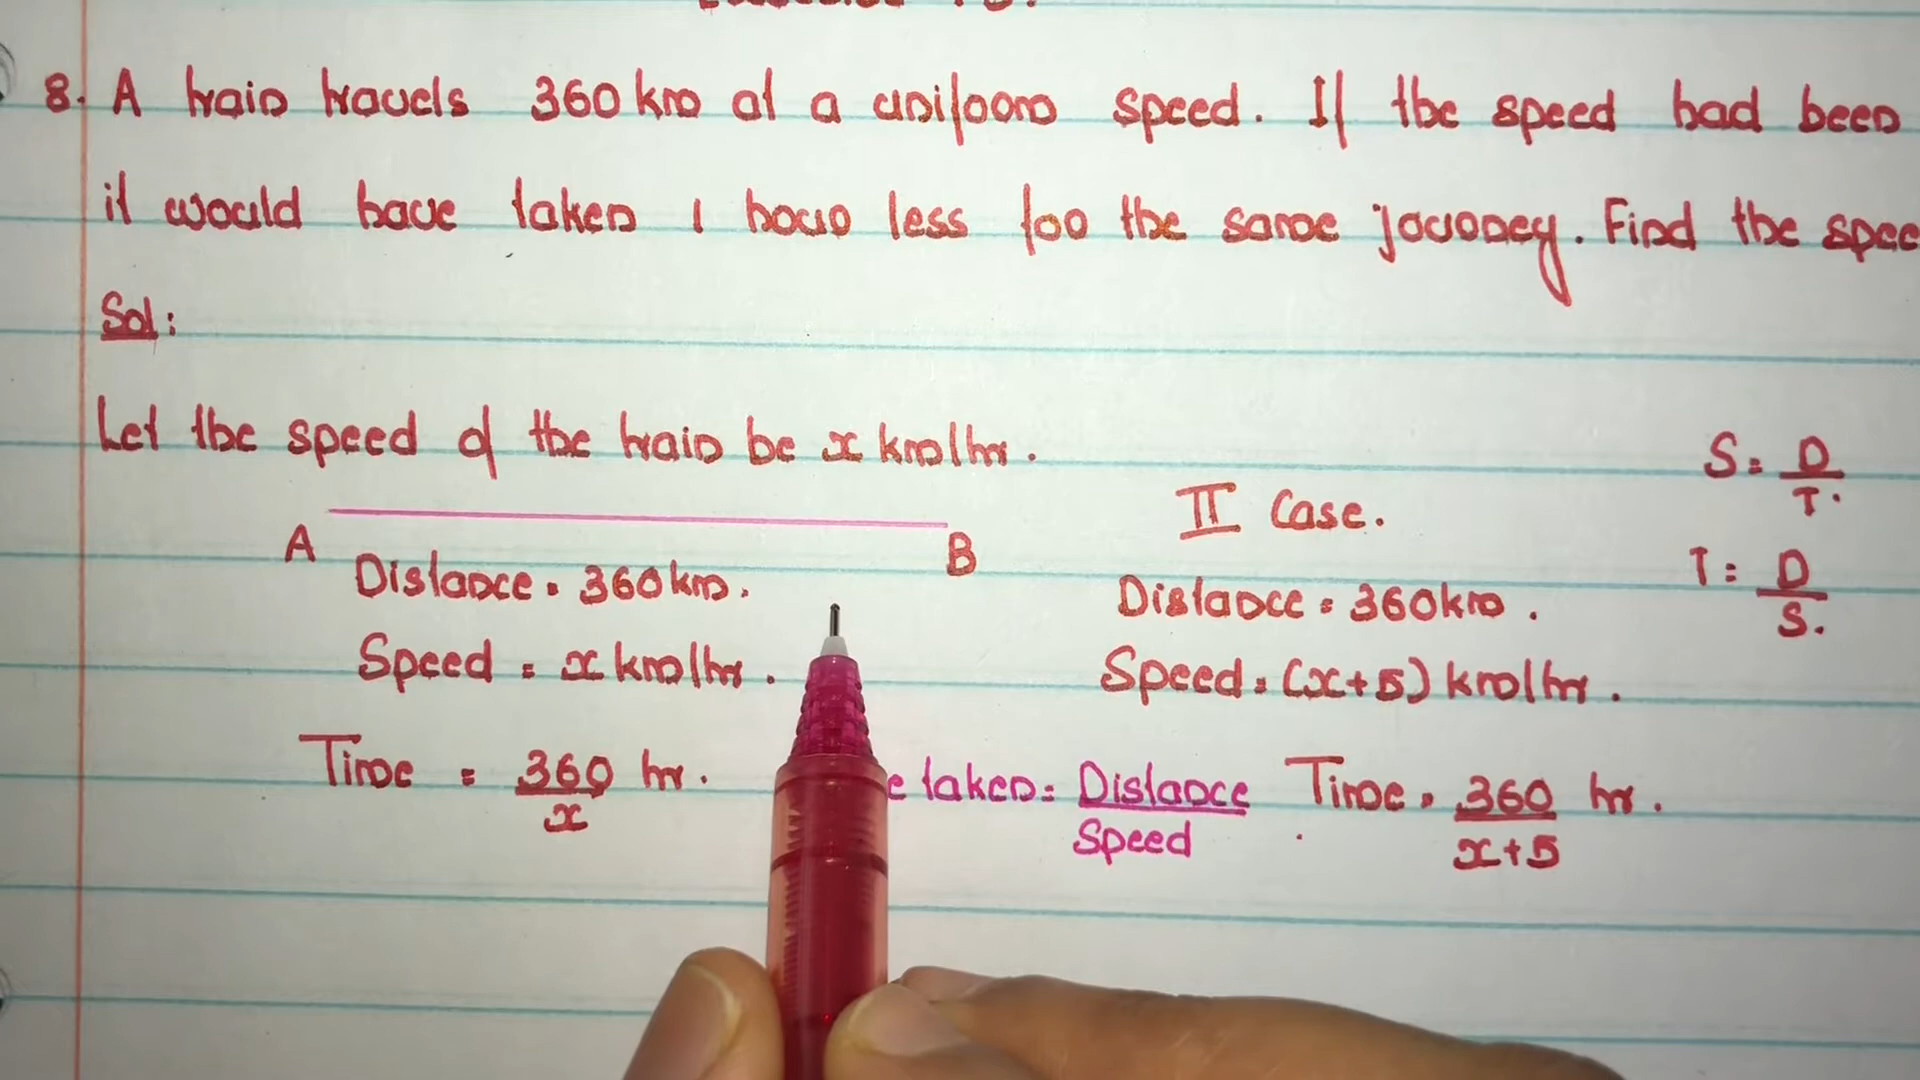 8. A train travels 360 km at a uniform speed. If the speed had been
it would have taken 1 hour less for the same journey. Find the spee
Sol:
Let the speed of the train be x km/hr.
A B
Distance = 360 km.
Speed = x km/hr.
Time = 360/x hr.
e taken = Distance/Speed
II Case.
Distance = 360 km.
Speed = (x+5) km/hr.
Time = 360/x+5 hr.
S = D/T.
T = D/S.